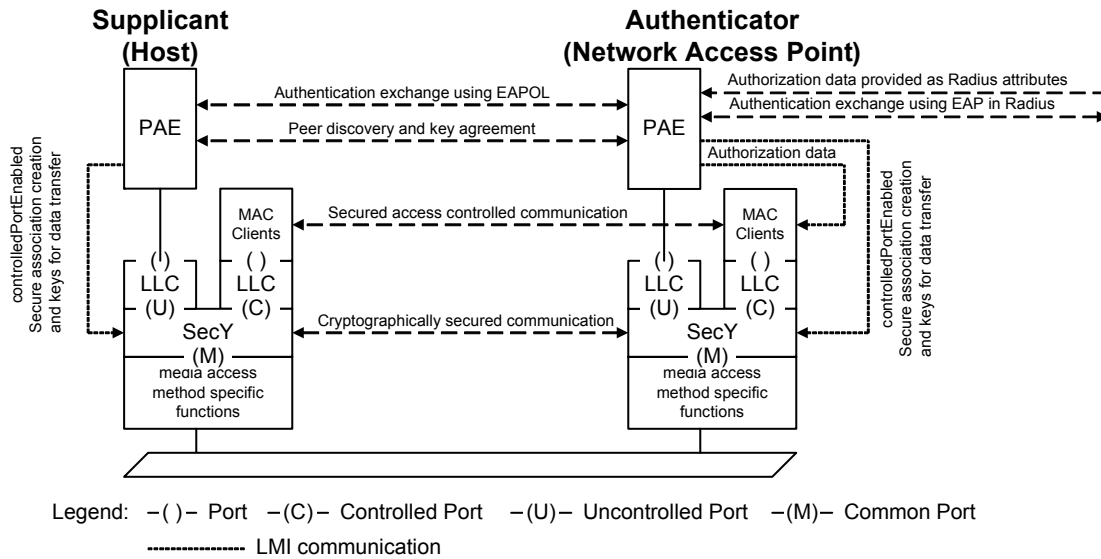 Supplicant
(Host)
Authenticator
(Network Access Point)
PAE
Authentication exchange using EAPOL
Peer discovery and key agreement
PAE
Authorization data provided as Radius attributes
Authentication exchange using EAP in Radius
Authorization data
controlledPortEnabled
Secure association creation
and keys for data transfer
MAC
Clients
Secured access controlled communication
MAC
Clients
controlledPortEnabled
Secure association creation
and keys for data transfer
( ) ( )
LLC LLC
(U) (C)
SecY
(M)
Cryptographically secured communication
( ) ( )
LLC LLC
(U) (C)
SecY
(M)
media access
method specific
functions
media access
method specific
functions
Legend: –( )– Port –(C)– Controlled Port –(U)– Uncontrolled Port –(M)– Common Port
LMI communication